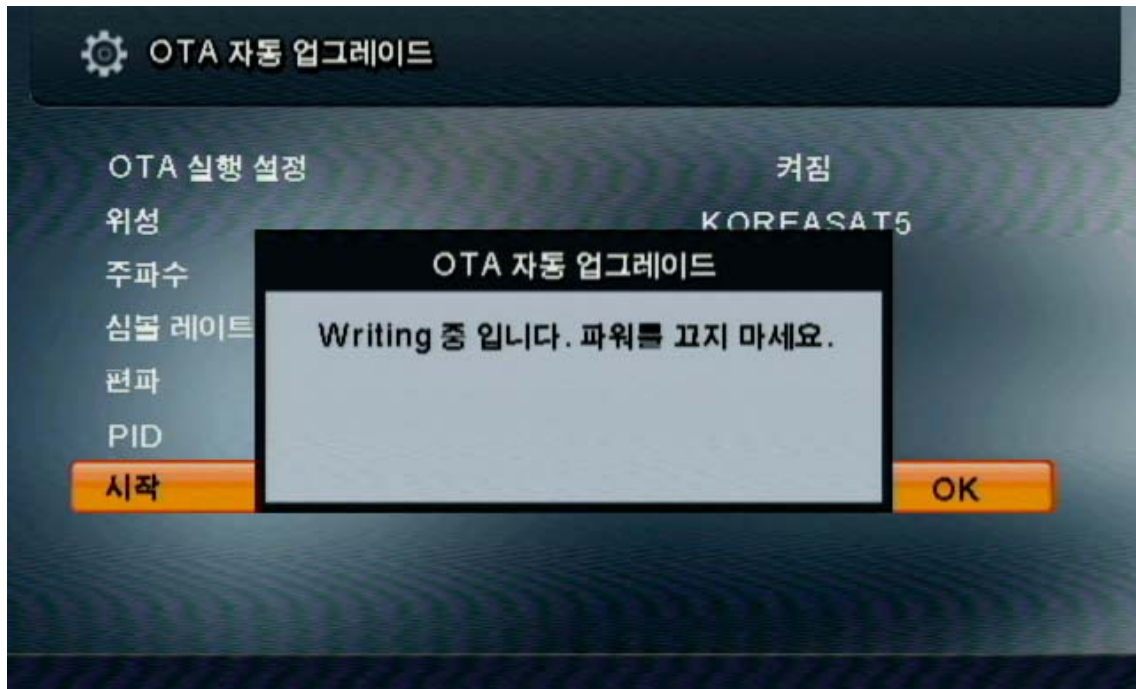 OTA 자동 업그레이드
OTA 실행 설정 켜짐
위성 KOREASAT5
주파수
심볼 레이트
편파
PID
시작 OK
OTA 자동 업그레이드
Writing 중 입니다. 파워를 끄지 마세요.